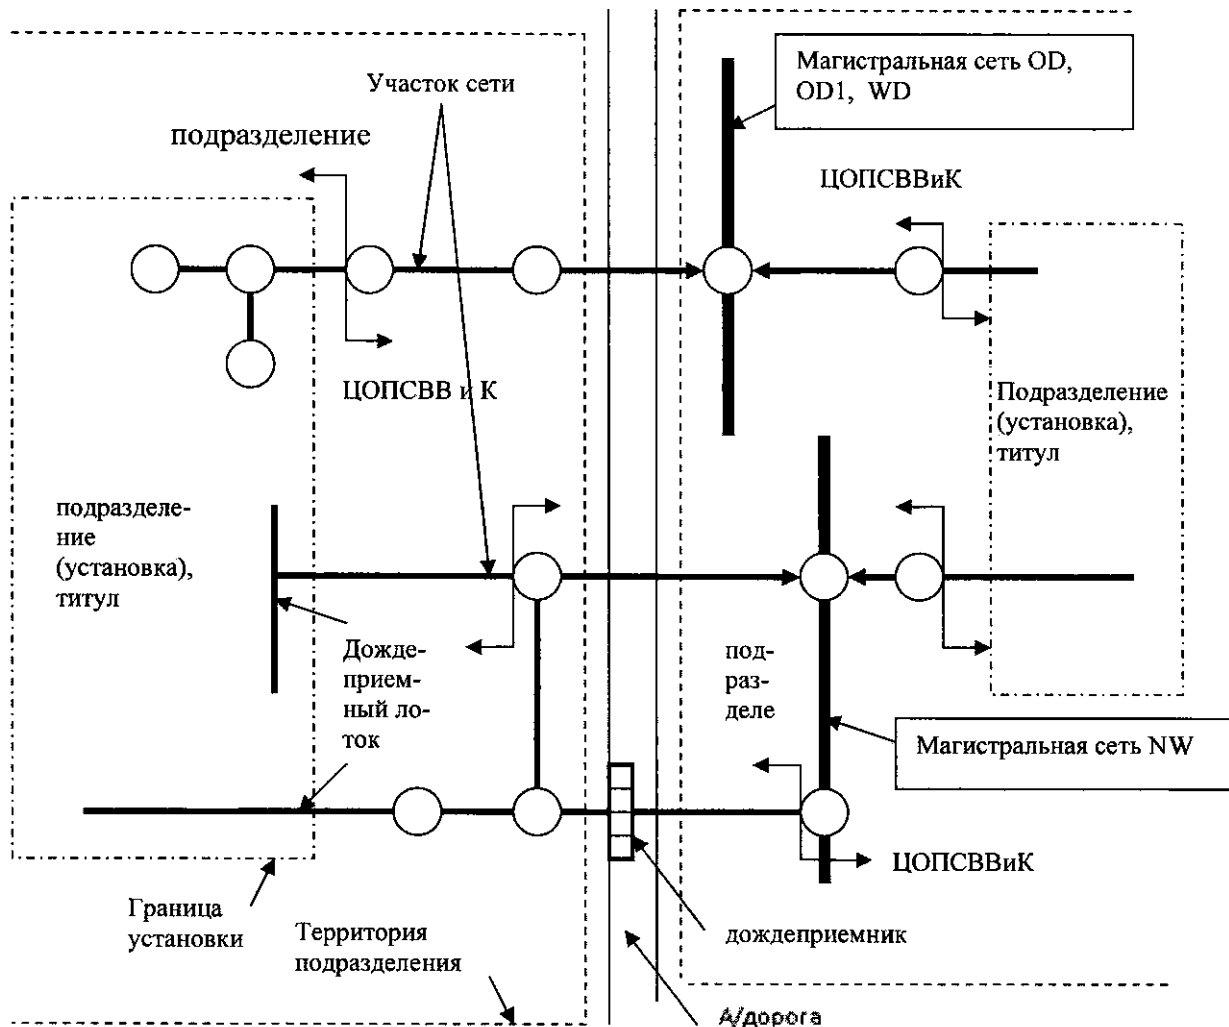 Магистральная сеть OD,
OD1, WD
Участок сети
подразделение
ЦОПСВВиК
ЦОПСВВ и К
Подразделение
(установка),
титул
подразделе-
ние
(установка),
титул
Дожде-
прием-
ный ло-
ток
под-
раз-
деле
Магистральная сеть NW
ЦОПСВВиК
Граница
установки
Территория
подразделения
дождеприемник
А/дорога